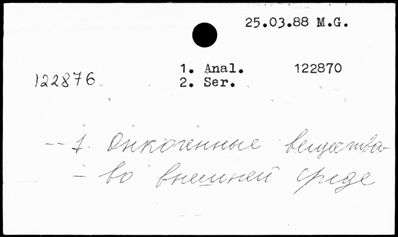 25.03.88 M.G.
1. Anal. 122870
122876
2. Ser.
--1. Онкогенные вещества-
- во внешней среде